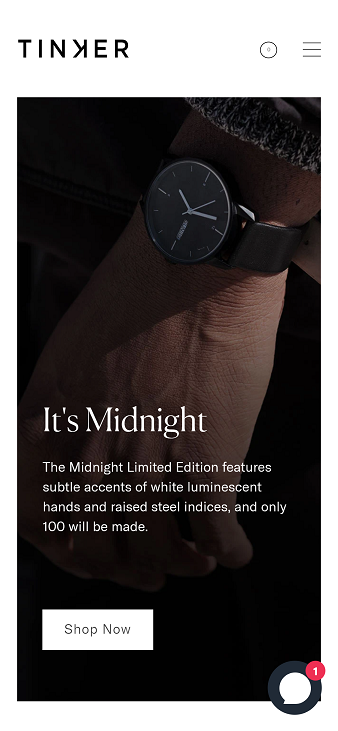 TINKER
0
It's Midnight
The Midnight Limited Edition features
subtle accents of white luminescent
hands and raised steel indices, and only
100 will be made.
Shop Now
1